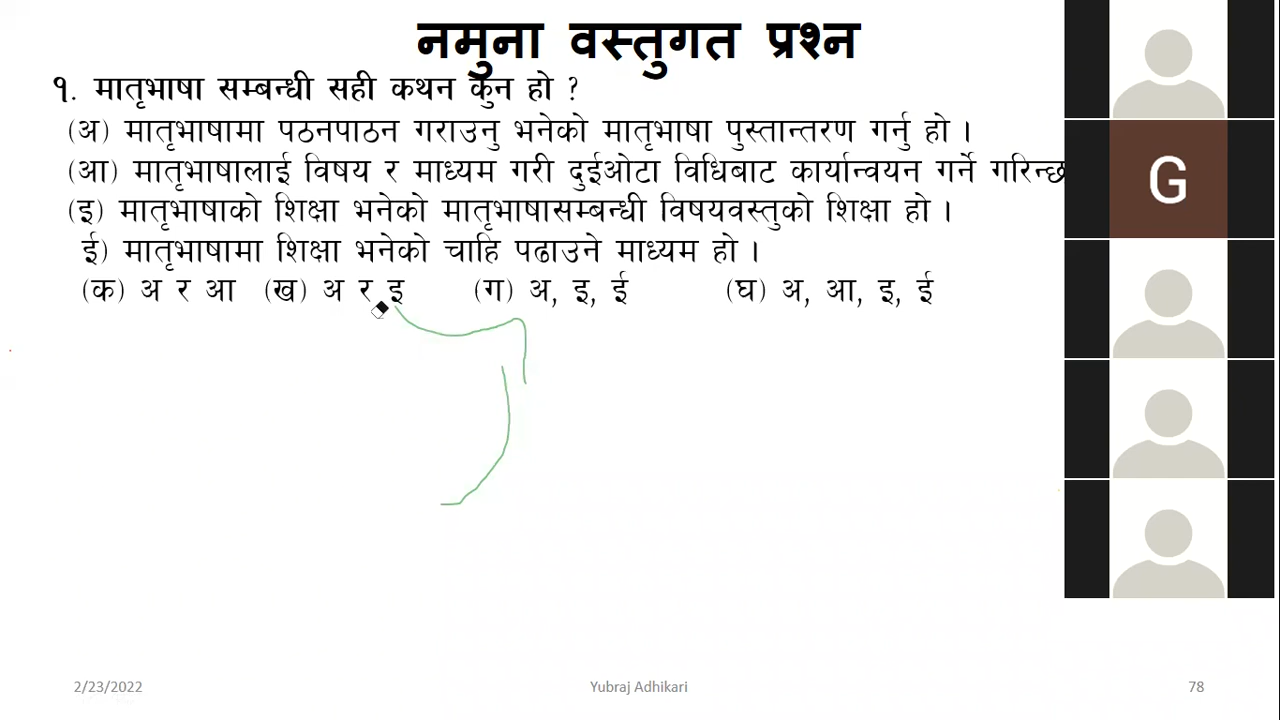 नमुना वस्तुगत प्रश्न
१. मातृभाषा सम्बन्धी सही कथन कुन हो ?
(अ) मातृभाषामा पठनपाठन गराउनु भनेको मातृभाषा पुस्तान्तरण गर्नु हो ।
(आ) मातृभाषालाई विषय र माध्यम गरी दुईओटा विधिबाट कार्यान्वयन गर्ने गरिन्छ
(इ) मातृभाषाको शिक्षा भनेको मातृभाषासम्बन्धी विषयवस्तुको शिक्षा हो ।
ई) मातृभाषामा शिक्षा भनेको चाहि पढाउने माध्यम हो ।
(क) अ र आ (ख) अ र इ (ग) अ, इ, ई (घ) अ, आ, इ, ई
G
2/23/2022 Yubraj Adhikari 78